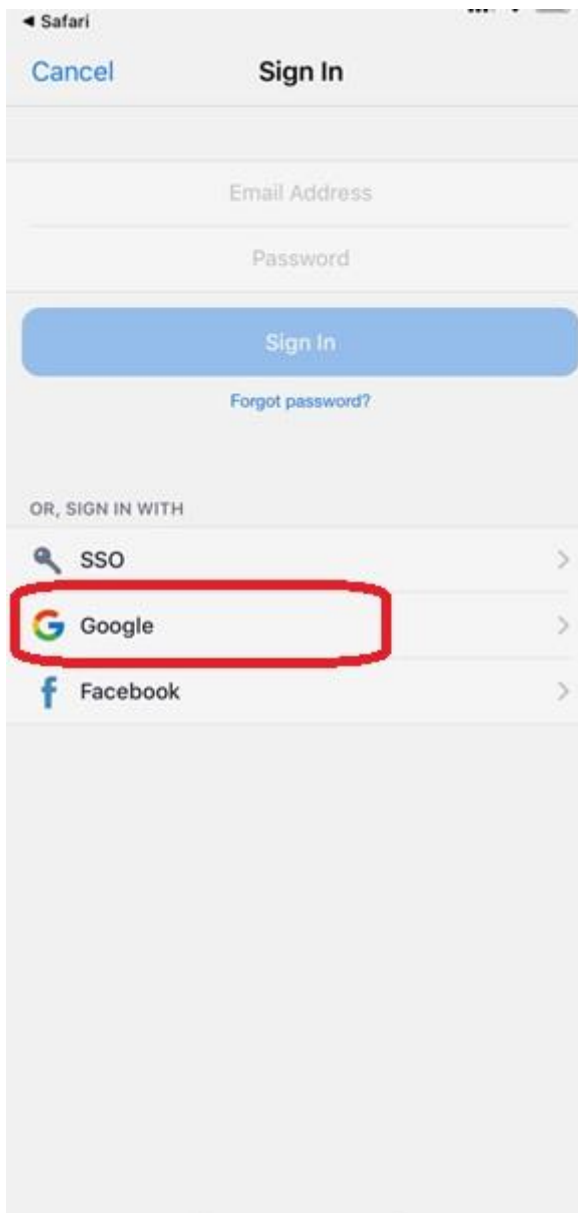 ◀ Safari
Cancel
Sign In
Email Address
Password
Sign In
Forgot password?
OR, SIGN IN WITH
SSO
Google
Facebook